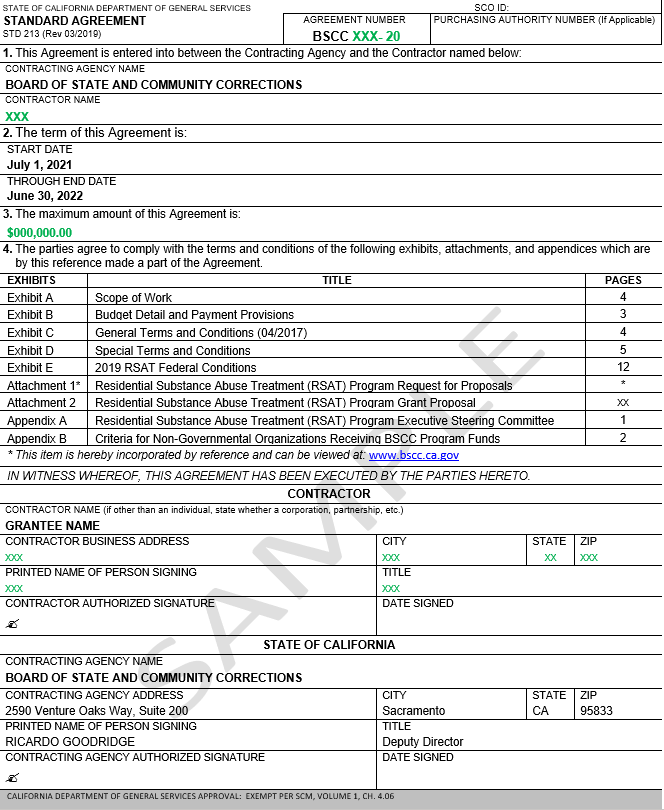 STATE OF CALIFORNIA DEPARTMENT OF GENERAL SERVICES
SCO ID:
STANDARD AGREEMENT
AGREEMENT NUMBER
PURCHASING AUTHORITY NUMBER (If Applicable)
STD 213 (Rev 03/2019)
BSCC XXX- 20
1. This Agreement is entered into between the Contracting Agency and the Contractor named below:
CONTRACTING AGENCY NAME
BOARD OF STATE AND COMMUNITY CORRECTIONS
CONTRACTOR NAME
XXX
2. The term of this Agreement is:
START DATE
July 1, 2021
THROUGH END DATE
June 30, 2022
3. The maximum amount of this Agreement is:
$000,000.00
4. The parties agree to comply with the terms and conditions of the following exhibits, attachments, and appendices which are
by this reference made a part of the Agreement.
EXHIBITS TITLE PAGES
Exhibit A Scope of Work 4
Exhibit B Budget Detail and Payment Provisions 3
Exhibit C General Terms and Conditions (04/2017) 4
Exhibit D Special Terms and Conditions 5
Exhibit E 2019 RSAT Federal Conditions 12
Attachment 1* Residential Substance Abuse Treatment (RSAT) Program Request for Proposals *
Attachment 2 Residential Substance Abuse Treatment (RSAT) Program Grant Proposal xx
Appendix A Residential Substance Abuse Treatment (RSAT) Program Executive Steering Committee 1
Appendix B Criteria for Non-Governmental Organizations Receiving BSCC Program Funds 2
* This item is hereby incorporated by reference and can be viewed at: www.bscc.ca.gov
IN WITNESS WHEREOF, THIS AGREEMENT HAS BEEN EXECUTED BY THE PARTIES HERETO.
CONTRACTOR
CONTRACTOR NAME (if other than an individual, state whether a corporation, partnership, etc.)
GRANTEE NAME
CONTRACTOR BUSINESS ADDRESS CITY STATE ZIP
xxx xxx xx xxx
PRINTED NAME OF PERSON SIGNING TITLE
xxx xxx
CONTRACTOR AUTHORIZED SIGNATURE DATE SIGNED
STATE OF CALIFORNIA
CONTRACTING AGENCY NAME
BOARD OF STATE AND COMMUNITY CORRECTIONS
CONTRACTING AGENCY ADDRESS CITY STATE ZIP
2590 Venture Oaks Way, Suite 200 Sacramento CA 95833
PRINTED NAME OF PERSON SIGNING TITLE
RICARDO GOODRIDGE Deputy Director
CONTRACTING AGENCY AUTHORIZED SIGNATURE DATE SIGNED
CALIFORNIA DEPARTMENT OF GENERAL SERVICES APPROVAL: EXEMPT PER SCM, VOLUME 1, CH. 4.06
SAMPLE